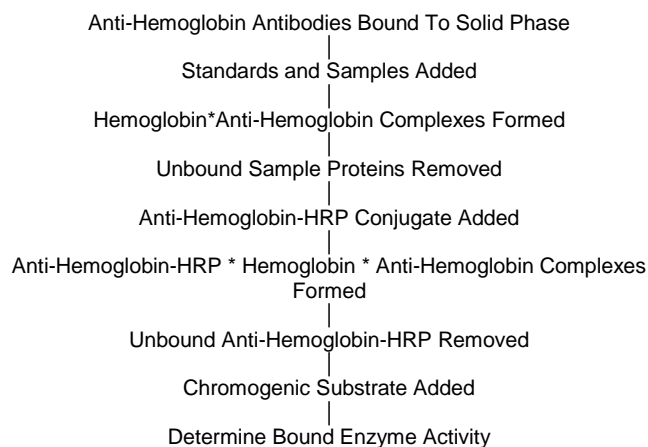 Anti-Hemoglobin Antibodies Bound To Solid Phase
Standards and Samples Added
Hemoglobin*Anti-Hemoglobin Complexes Formed
Unbound Sample Proteins Removed
Anti-Hemoglobin-HRP Conjugate Added
Anti-Hemoglobin-HRP * Hemoglobin * Anti-Hemoglobin Complexes
Formed
Unbound Anti-Hemoglobin-HRP Removed
Chromogenic Substrate Added
Determine Bound Enzyme Activity